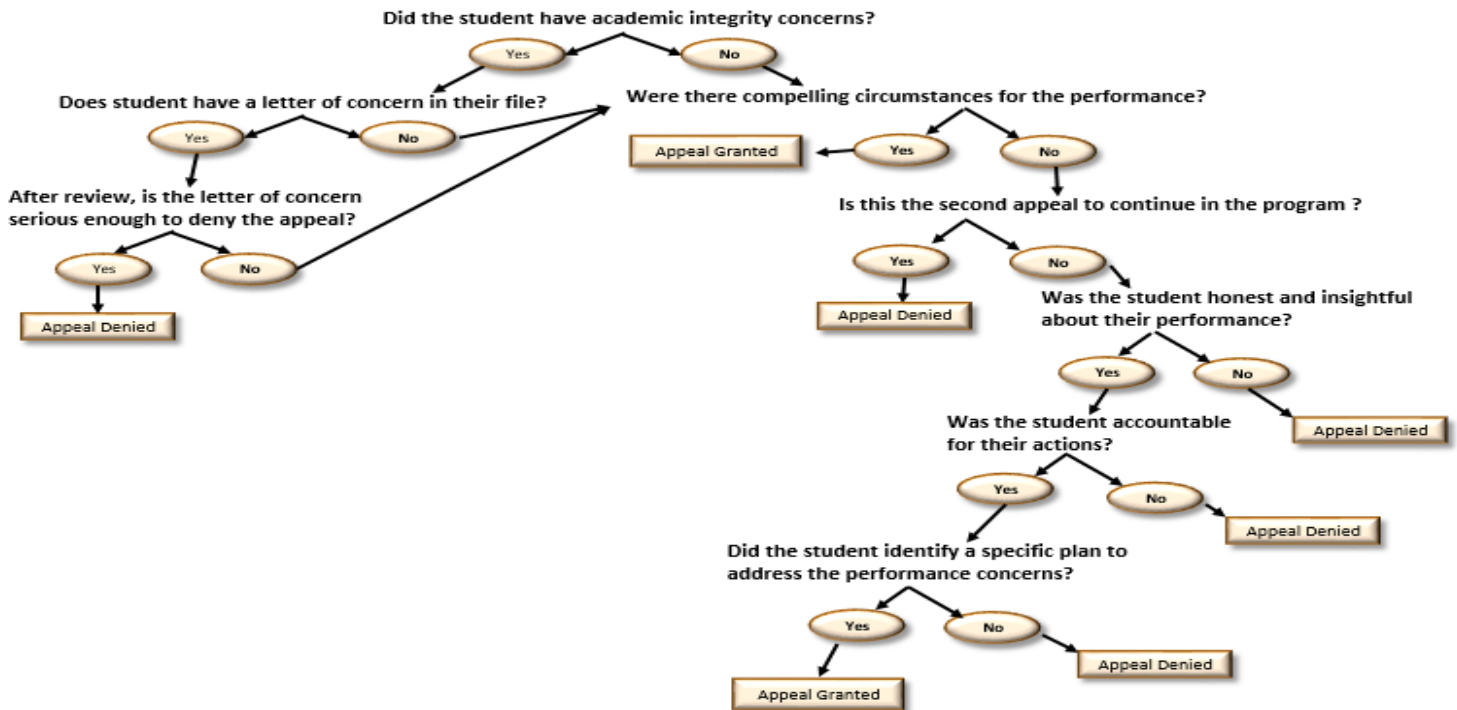 Did the student have academic integrity concerns?
Yes
No
Does student have a letter of concern in their file?
Were there compelling circumstances for the performance?
Yes
No
Appeal Granted
Yes
No
After review, is the letter of concern
serious enough to deny the appeal?
Is this the second appeal to continue in the program ?
Yes
No
Yes
No
Appeal Denied
Appeal Denied
Was the student honest and insightful
about their performance?
Yes
No
Was the student accountable
for their actions?
Appeal Denied
Yes
No
Appeal Denied
Did the student identify a specific plan to
address the performance concerns?
Yes
No
Appeal Denied
Appeal Granted